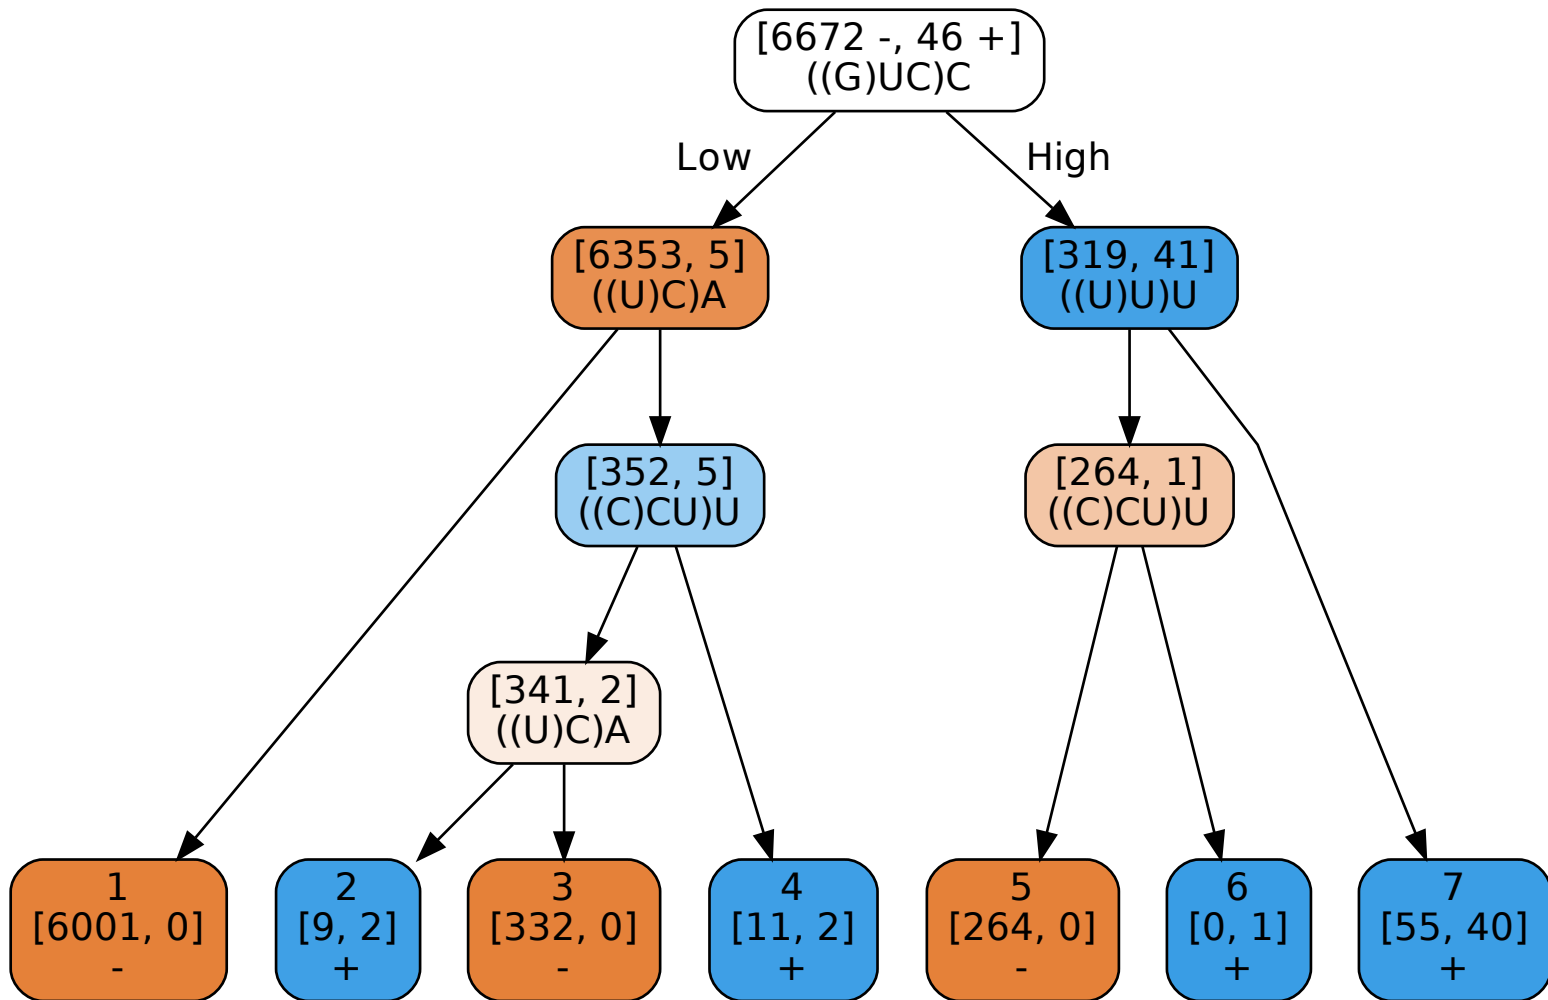 [6672 -, 46 +]
((G)UC)C
Low
High
[6353, 5]
((U)C)A
[319, 41]
((U)U)U
[352, 5]
((C)CU)U
[264, 1]
((C)CU)U
[341, 2]
((U)C)A
1
[6001, 0]
-
2
[9, 2]
+
3
[332, 0]
-
4
[11, 2]
+
5
[264, 0]
-
6
[0, 1]
+
7
[55, 40]
+